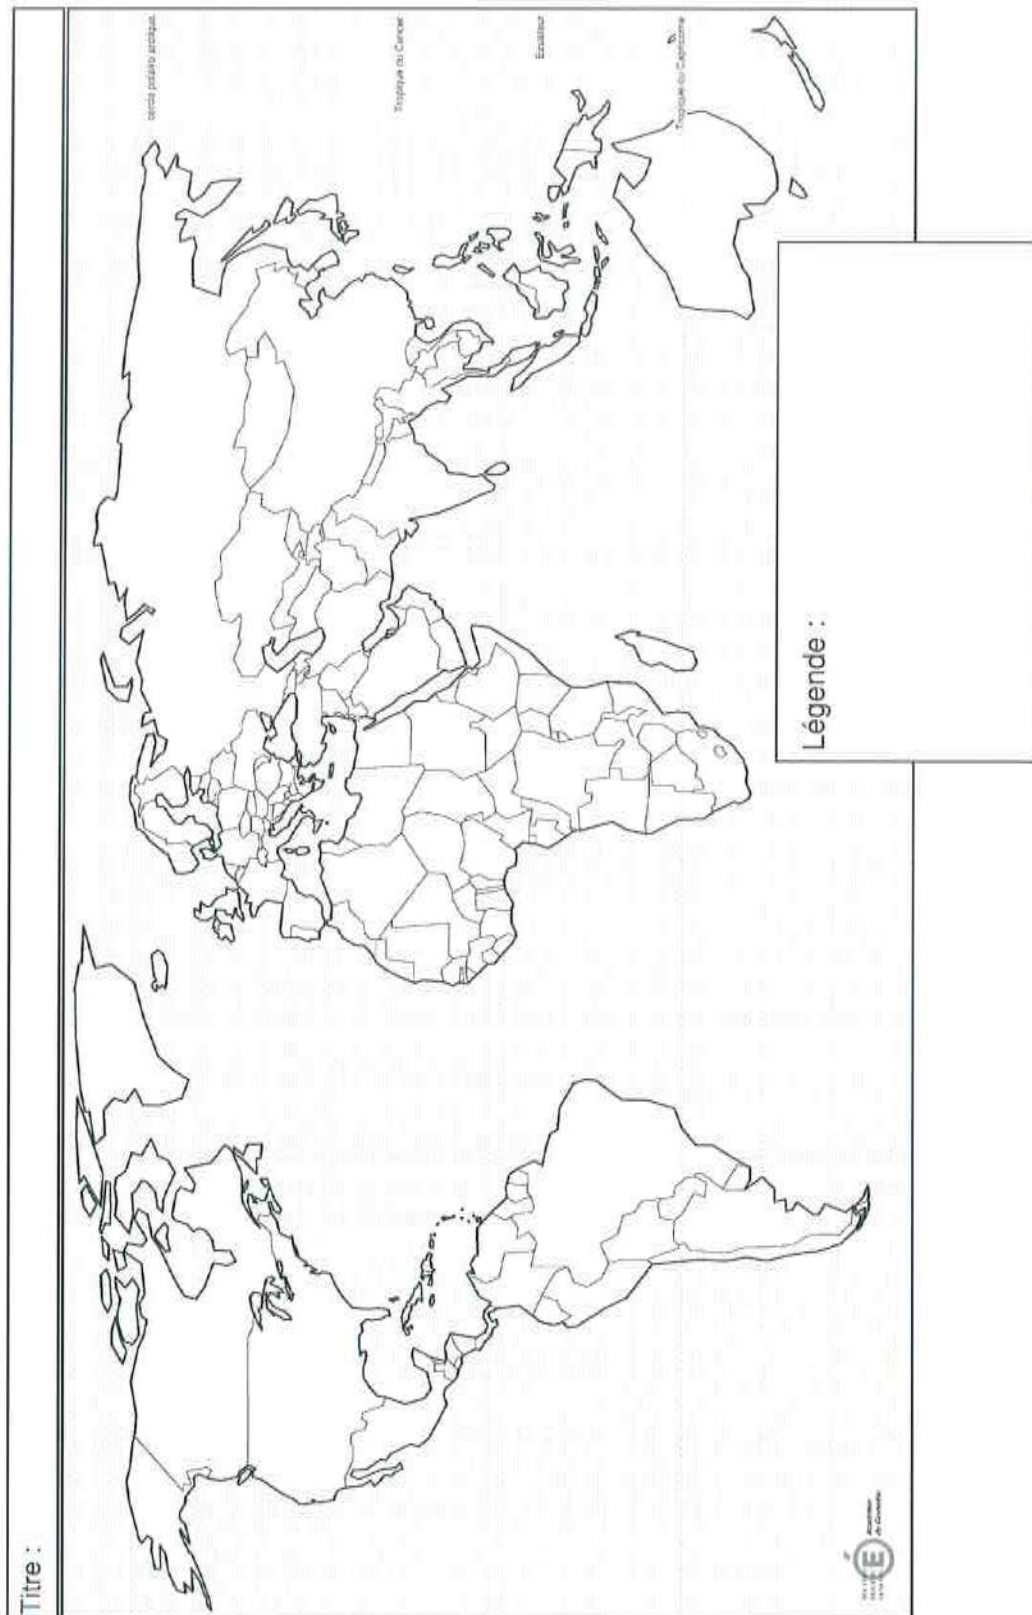 Titre :
cercle polaire arctique
Tropique du Cancer
Equateur
Tropique du Capricorne
Légende :